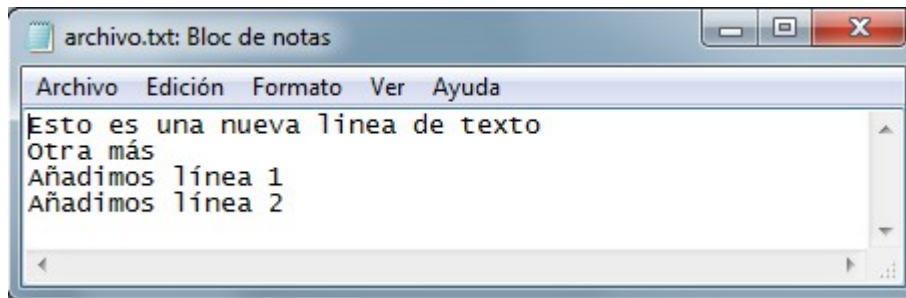 archivo.txt: Bloc de notas
Archivo Edición Formato Ver Ayuda
Esto es una nueva linea de texto
Otra más
Añadimos línea 1
Añadimos línea 2